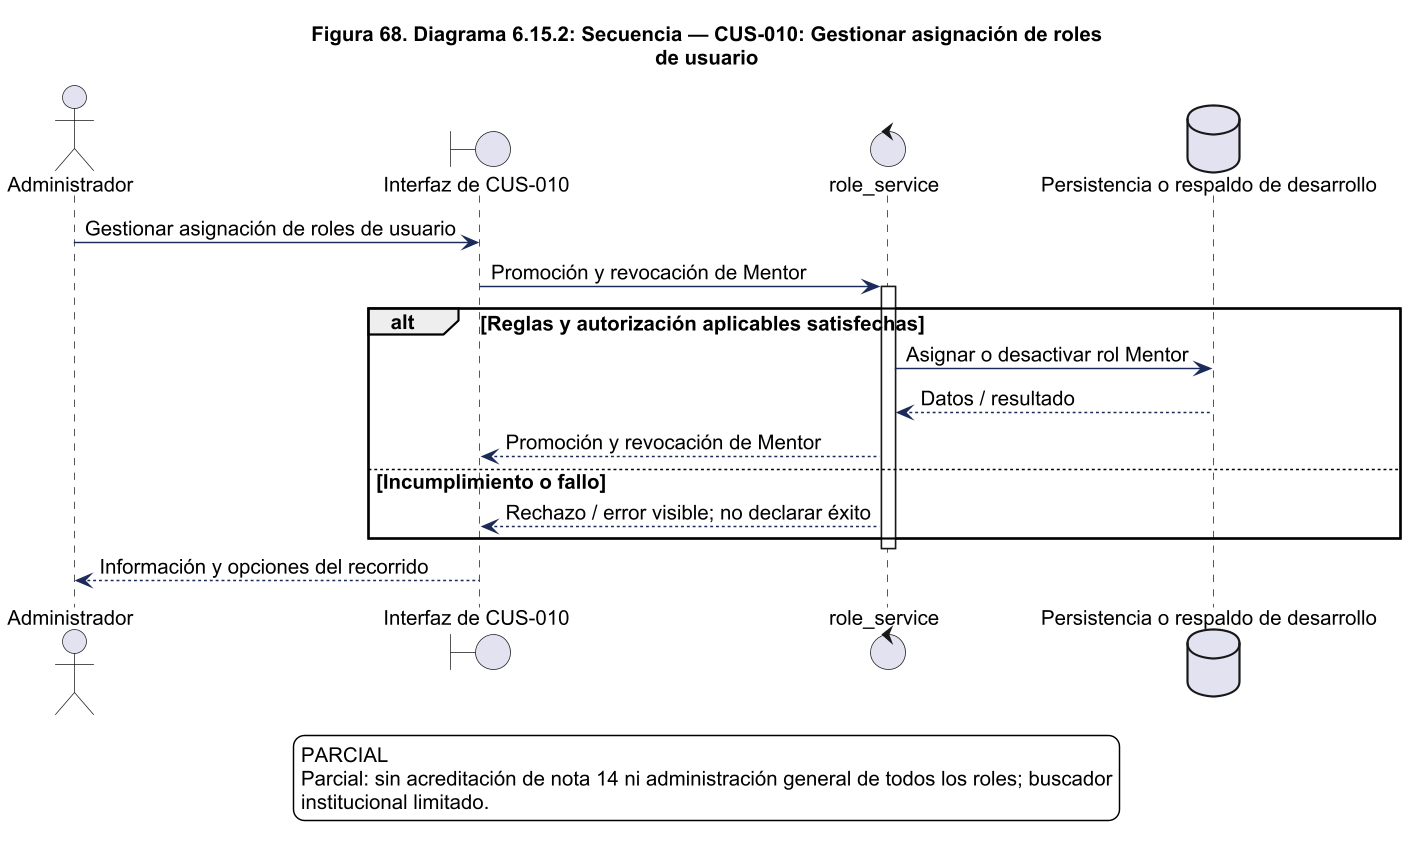 Figura 68. Diagrama 6.15.2: Secuencia — CUS-010: Gestionar asignación de roles
de usuario
Administrador
Interfaz de CUS-010
role_service
Persistencia o respaldo de desarrollo
Gestionar asignación de roles de usuario
Promoción y revocación de Mentor
alt
[Reglas y autorización aplicables satisfechas]
Asignar o desactivar rol Mentor
Datos / resultado
Promoción y revocación de Mentor
[Incumplimiento o fallo]
Rechazo / error visible; no declarar éxito
Información y opciones del recorrido
Administrador
Interfaz de CUS-010
role_service
Persistencia o respaldo de desarrollo
PARCIAL
Parcial: sin acreditación de nota 14 ni administración general de todos los roles; buscador
institucional limitado.